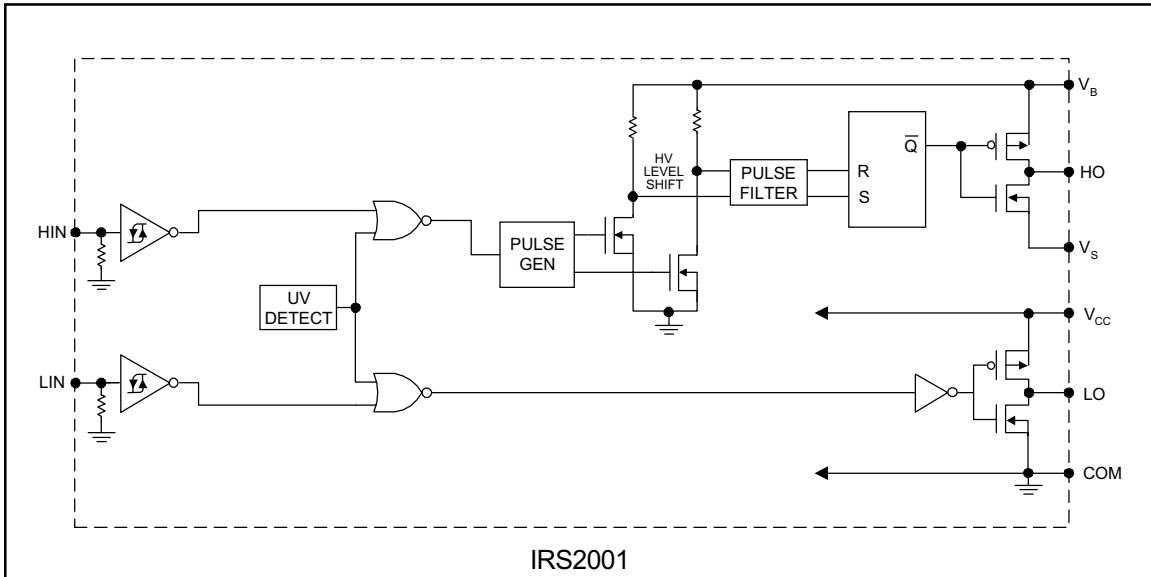 V_B
HV
LEVEL
SHIFT
Q̅
PULSE
FILTER
R
S
HO
HIN
PULSE
GEN
V_S
UV
DETECT
V_CC
LIN
LO
COM
IRS2001